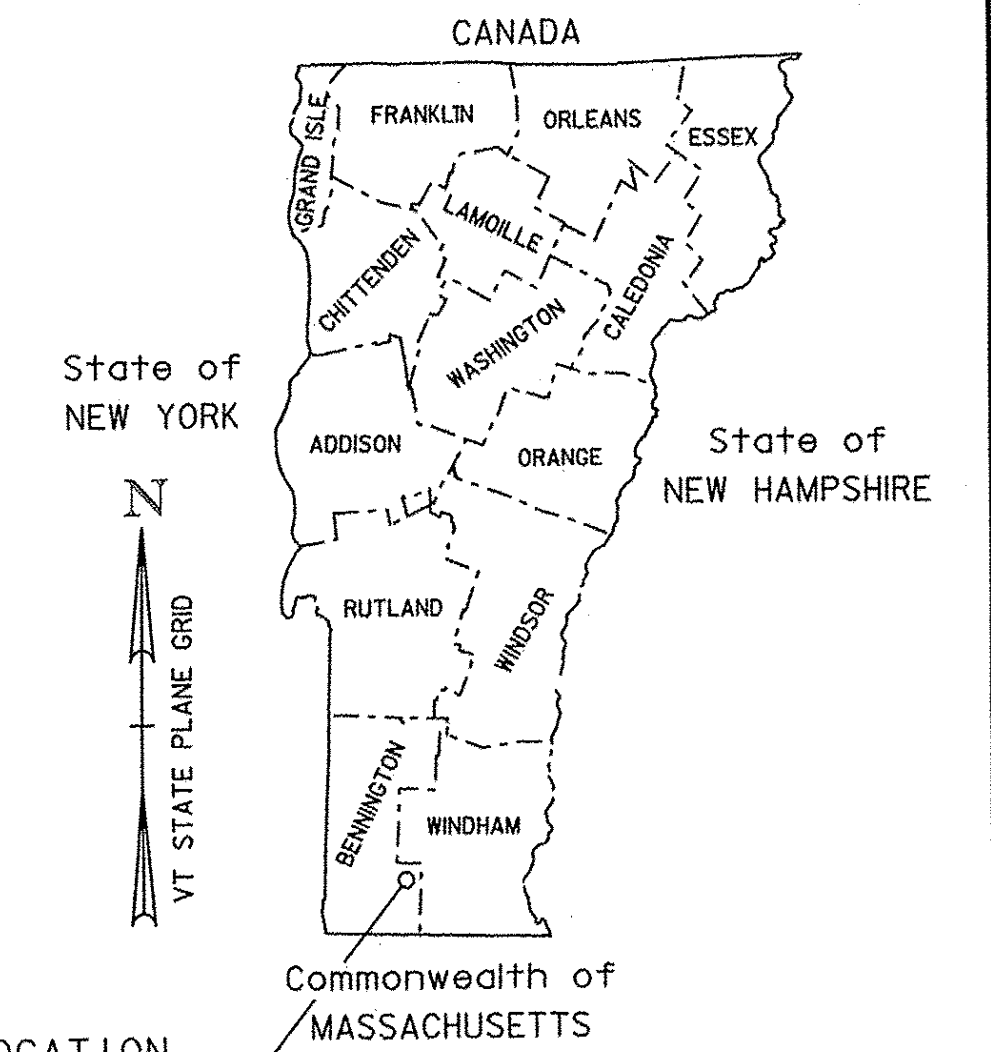 CANADA
GRAND ISLE
FRANKLIN
ORLEANS
ESSEX
LAMOILLE
CHITTENDEN
CALEDONIA
WASHINGTON
State of
NEW YORK
ADDISON
ORANGE
State of
NEW HAMPSHIRE
N
VT STATE PLANE GRID
RUTLAND
WINDSOR
BENNINGTON
WINDHAM
Commonwealth of
MASSACHUSETTS